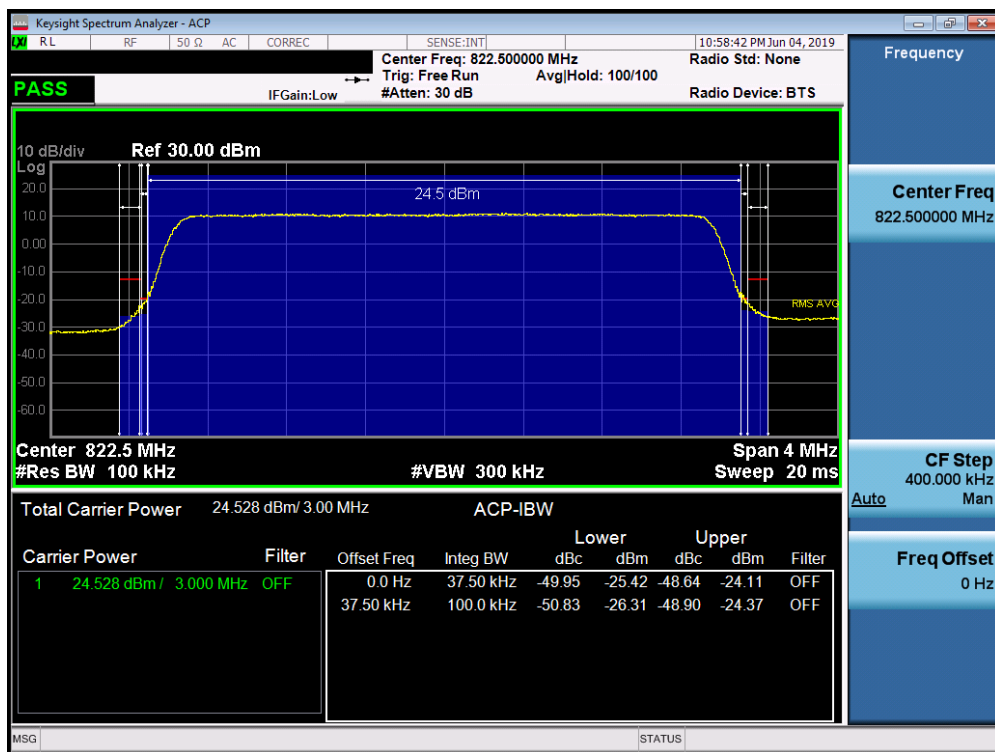 Keysight Spectrum Analyzer - ACP
LXI RL RF 50 Ω AC CORREC SENSE:INT 10:58:42 PM Jun 04, 2019
Center Freq: 822.500000 MHz Radio Std: None
Trig: Free Run Avg|Hold: 100/100
PASS IFGain:Low #Atten: 30 dB Radio Device: BTS
10 dB/div Ref 30.00 dBm
Log
20.0
24.5 dBm
10.0
0.00
-10.0
-20.0
RMS AVG
-30.0
-40.0
-50.0
-60.0
Center 822.5 MHz Span 4 MHz
#Res BW 100 kHz #VBW 300 kHz Sweep 20 ms
Total Carrier Power 24.528 dBm/ 3.00 MHz ACP-IBW
Lower Upper
Carrier Power Filter Offset Freq Integ BW dBc dBm dBc dBm Filter
1 24.528 dBm / 3.000 MHz OFF 0.0 Hz 37.50 kHz -49.95 -25.42 -48.64 -24.11 OFF
37.50 kHz 100.0 kHz -50.83 -26.31 -48.90 -24.37 OFF
MSG STATUS
Frequency
Center Freq
822.500000 MHz
CF Step
400.000 kHz
Auto Man
Freq Offset
0 Hz